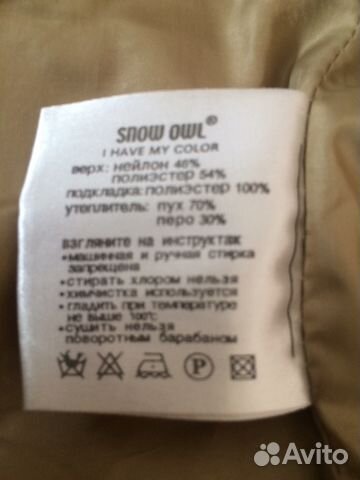 SNOW OWL®
I HAVE MY COLOR
верх: нейлон 46%
полиэстер 54%
подкладка: полиэстер 100%
утеплитель: пух 70%
перо 30%
взгляните на инструктаж
•машинная и ручная стирка
запрещена
•стирать хлором нельзя
•химчистка используется
•гладить при температуре
не выше 100°C
•сушить нельзя
поворотным барабаном
P
Avito